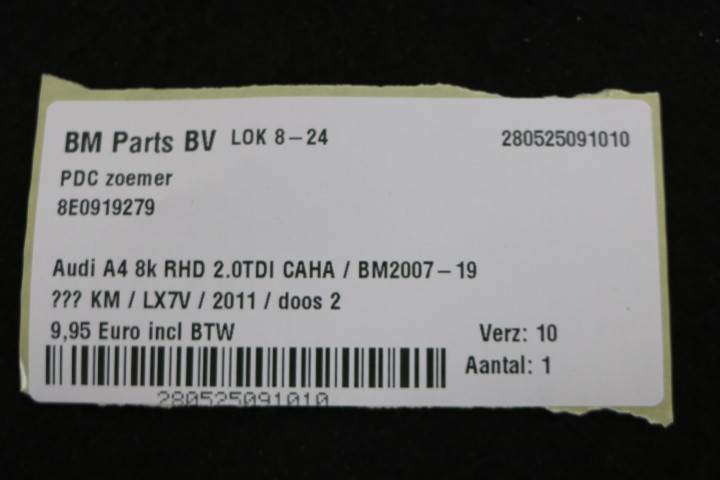 BM Parts BV LOK 8-24 280525091010
PDC zoemer
8E0919279
Audi A4 8k RHD 2.0TDI CAHA / BM2007-19
??? KM / LX7V / 2011 / doos 2
9,95 Euro incl BTW Verz: 10
Aantal: 1
280525091010